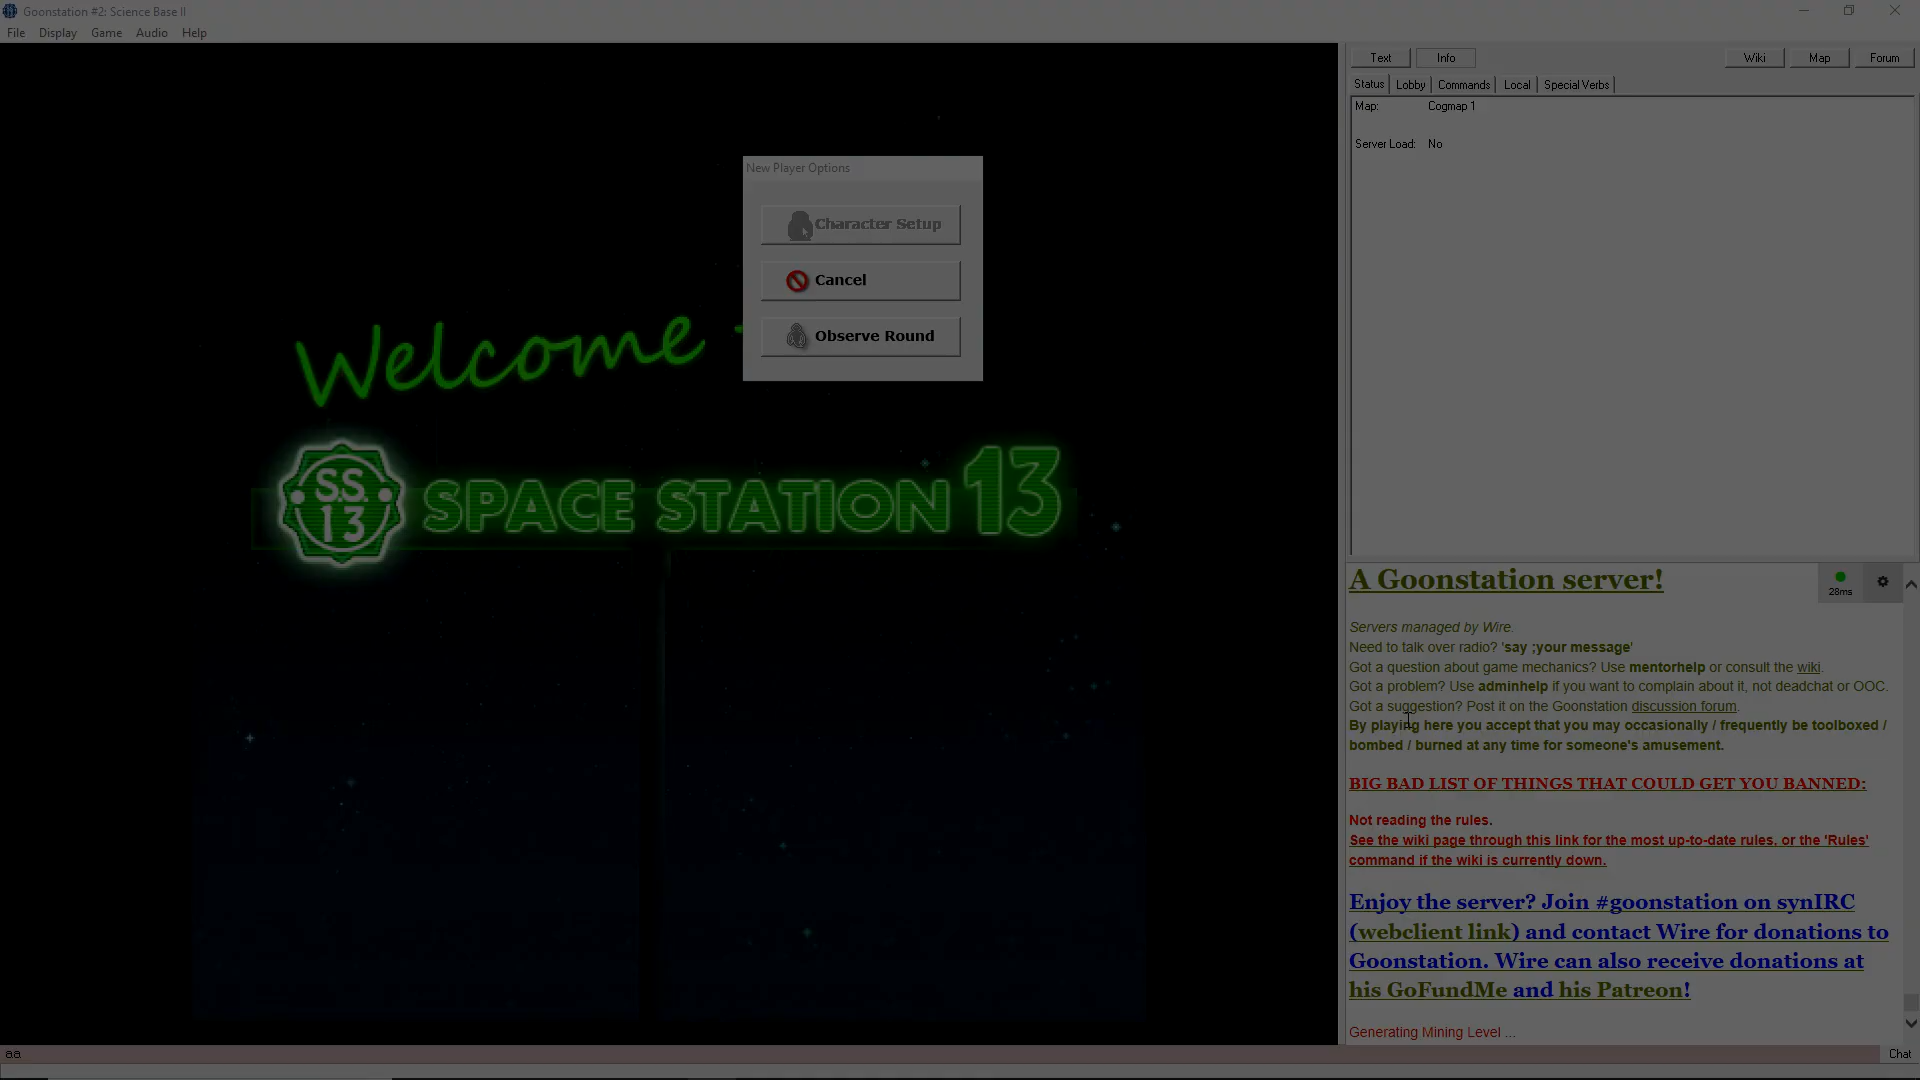 Goonstation #2: Science Base II
File Display Game Audio Help
Text Info Wiki Map Forum
Status Lobby Commands Local Special Verbs
Map: Cogmap 1
Server Load: No
New Player Options
Character Setup
Cancel
Observe Round
Welcome
S.S.
13
SPACE STATION 13
A Goonstation server!
28ms
Servers managed by Wire.
Need to talk over radio? 'say ;your message'
Got a question about game mechanics? Use mentorhelp or consult the wiki.
Got a problem? Use adminhelp if you want to complain about it, not deadchat or OOC.
Got a suggestion? Post it on the Goonstation discussion forum.
By playing here you accept that you may occasionally / frequently be toolboxed /
bombed / burned at any time for someone's amusement.
BIG BAD LIST OF THINGS THAT COULD GET YOU BANNED:
Not reading the rules.
See the wiki page through this link for the most up-to-date rules, or the 'Rules'
command if the wiki is currently down.
Enjoy the server? Join #goonstation on synIRC
(webclient link) and contact Wire for donations to
Goonstation. Wire can also receive donations at
his GoFundMe and his Patreon!
Generating Mining Level ...
aa
Chat